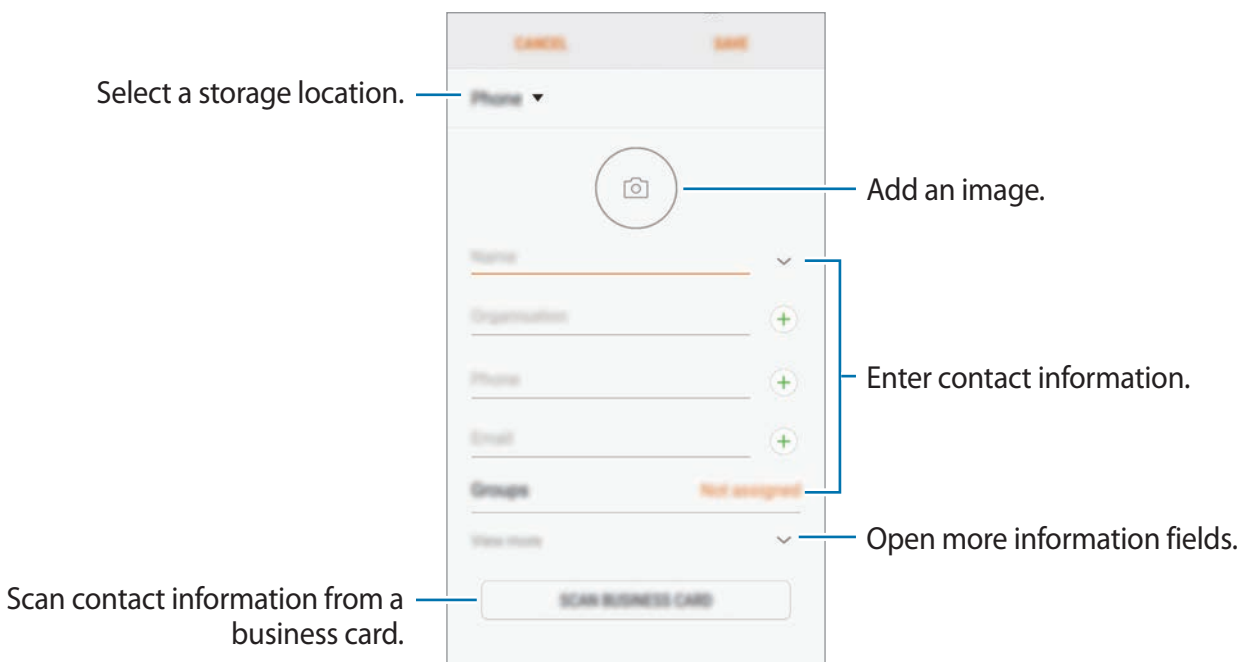 CANCEL SAVE
Select a storage location.
Phone
Add an image.
Name
Organisation
Phone
Enter contact information.
Email
Groups Not assigned
View more
Open more information fields.
Scan contact information from a
business card.
SCAN BUSINESS CARD